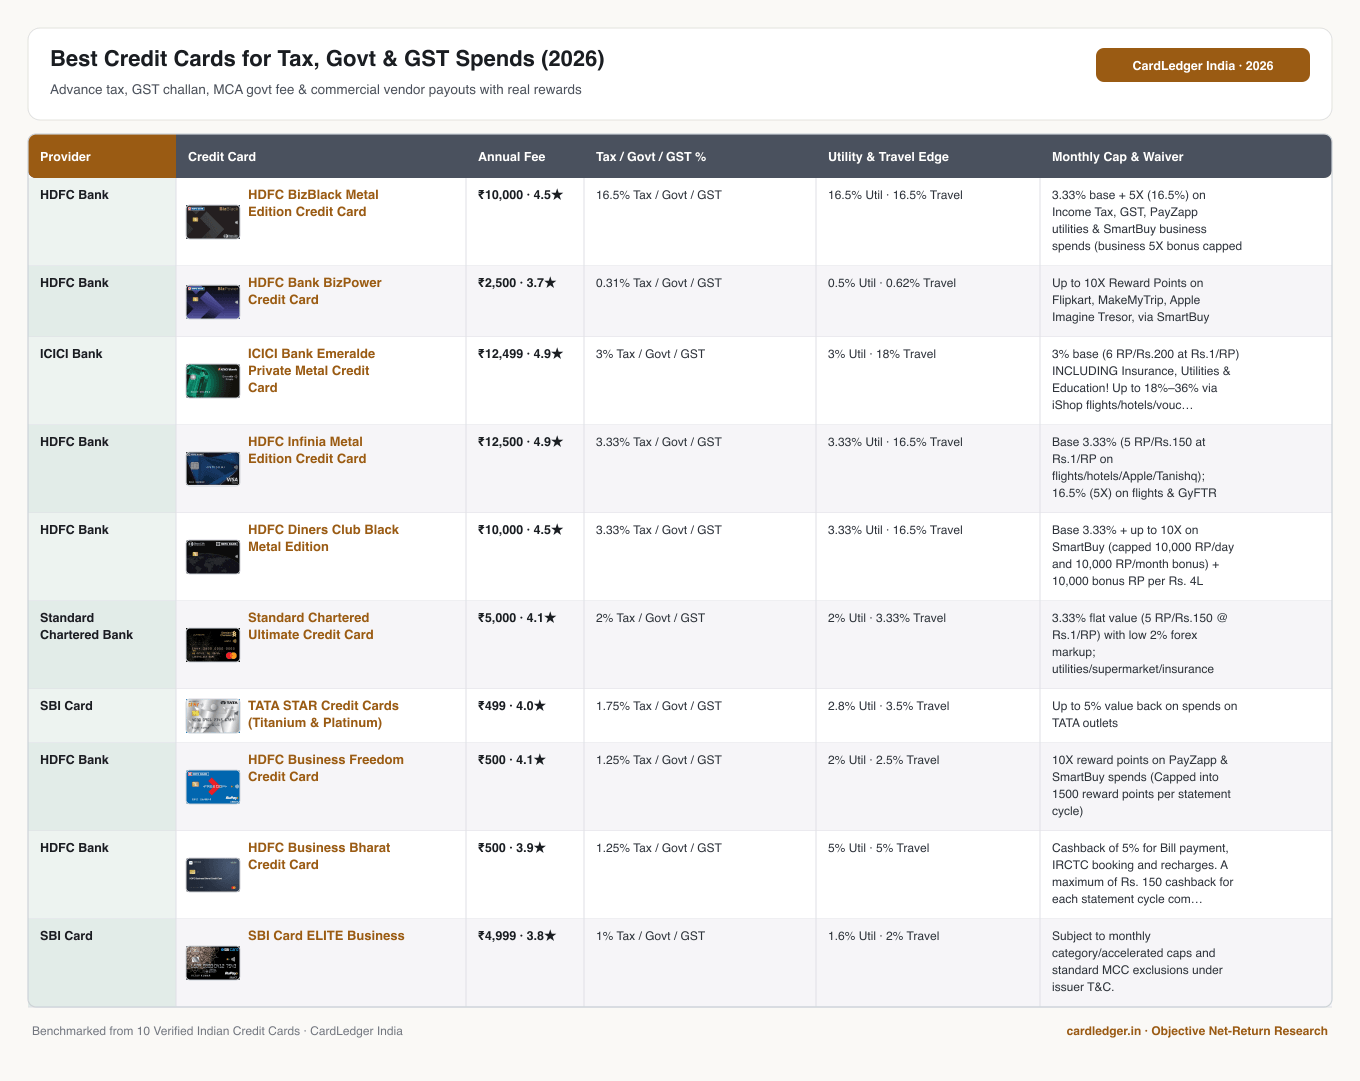 Best Credit Cards for Tax, Govt & GST Spends (2026)
Advance tax, GST challan, MCA govt fee & commercial vendor payouts with real rewards
CardLedger India · 2026
Provider
Credit Card
Annual Fee
Tax / Govt / GST %
Utility & Travel Edge
Monthly Cap & Waiver
HDFC Bank
HDFC BizBlack Metal
Edition Credit Card
₹10,000 · 4.5★
16.5% Tax / Govt / GST
16.5% Util · 16.5% Travel
3.33% base + 5X (16.5%) on
Income Tax, GST, PayZapp
utilities & SmartBuy business
spends (business 5X bonus capped
HDFC Bank
HDFC Bank BizPower
Credit Card
₹2,500 · 3.7★
0.31% Tax / Govt / GST
0.5% Util · 0.62% Travel
Up to 10X Reward Points on
Flipkart, MakeMyTrip, Apple
Imagine Tresor, via SmartBuy
ICICI Bank
ICICI Bank Emeralde
Private Metal Credit
Card
₹12,499 · 4.9★
3% Tax / Govt / GST
3% Util · 18% Travel
3% base (6 RP/Rs.200 at Rs.1/RP)
INCLUDING Insurance, Utilities &
Education! Up to 18%–36% via
iShop flights/hotels/vouc…
HDFC Bank
HDFC Infinia Metal
Edition Credit Card
₹12,500 · 4.9★
3.33% Tax / Govt / GST
3.33% Util · 16.5% Travel
Base 3.33% (5 RP/Rs.150 at
Rs.1/RP on
flights/hotels/Apple/Tanishq);
16.5% (5X) on flights & GyFTR
VISA
HDFC Bank
HDFC Diners Club Black
Metal Edition
₹10,000 · 4.5★
3.33% Tax / Govt / GST
3.33% Util · 16.5% Travel
Base 3.33% + up to 10X on
SmartBuy (capped 10,000 RP/day
and 10,000 RP/month bonus) +
10,000 bonus RP per Rs. 4L
Standard
Chartered Bank
Standard Chartered
Ultimate Credit Card
₹5,000 · 4.1★
2% Tax / Govt / GST
2% Util · 3.33% Travel
3.33% flat value (5 RP/Rs.150 @
Rs.1/RP) with low 2% forex
markup;
utilities/supermarket/insurance
SBI Card
TATA STAR Credit Cards
(Titanium & Platinum)
₹499 · 4.0★
1.75% Tax / Govt / GST
2.8% Util · 3.5% Travel
Up to 5% value back on spends on
TATA outlets
HDFC Bank
HDFC Business Freedom
Credit Card
₹500 · 4.1★
1.25% Tax / Govt / GST
2% Util · 2.5% Travel
10X reward points on PayZapp &
SmartBuy spends (Capped into
1500 reward points per statement
cycle)
HDFC Bank
HDFC Business Bharat
Credit Card
₹500 · 3.9★
1.25% Tax / Govt / GST
5% Util · 5% Travel
Cashback of 5% for Bill payment,
IRCTC booking and recharges. A
maximum of Rs. 150 cashback for
each statement cycle com…
SBI Card
SBI Card ELITE Business
₹4,999 · 3.8★
1% Tax / Govt / GST
1.6% Util · 2% Travel
Subject to monthly
category/accelerated caps and
standard MCC exclusions under
issuer T&C.
Benchmarked from 10 Verified Indian Credit Cards · CardLedger India
cardledger.in · Objective Net-Return Research